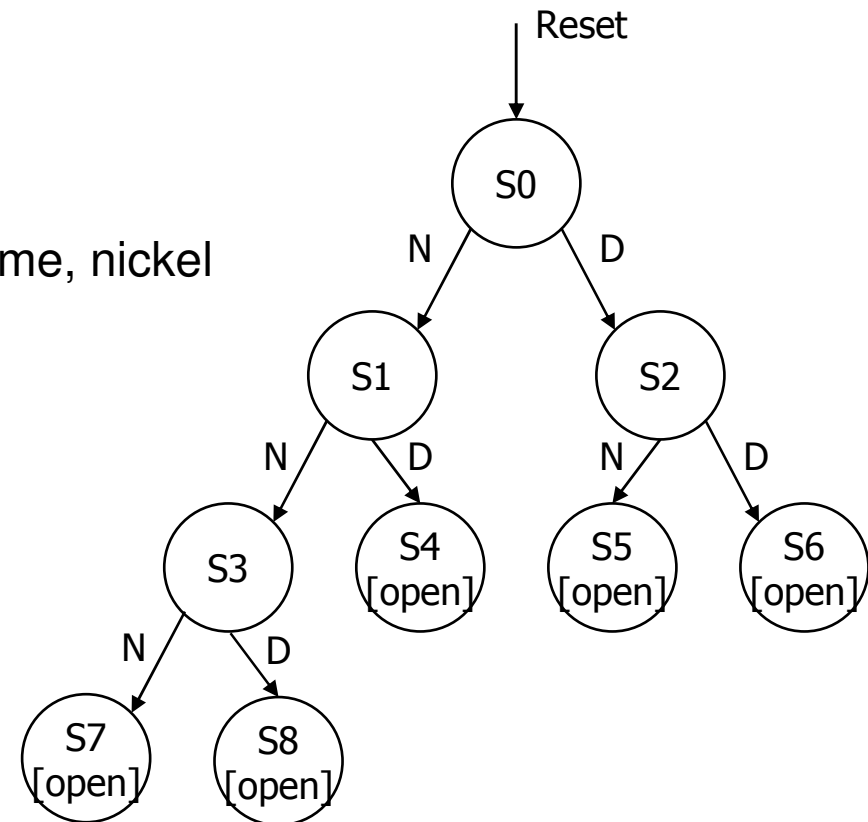 Reset
S0
N
D
me, nickel
S1
S2
N
D
N
D
S3
S4
[open]
S5
[open]
S6
[open]
N
D
S7
[open]
S8
[open]